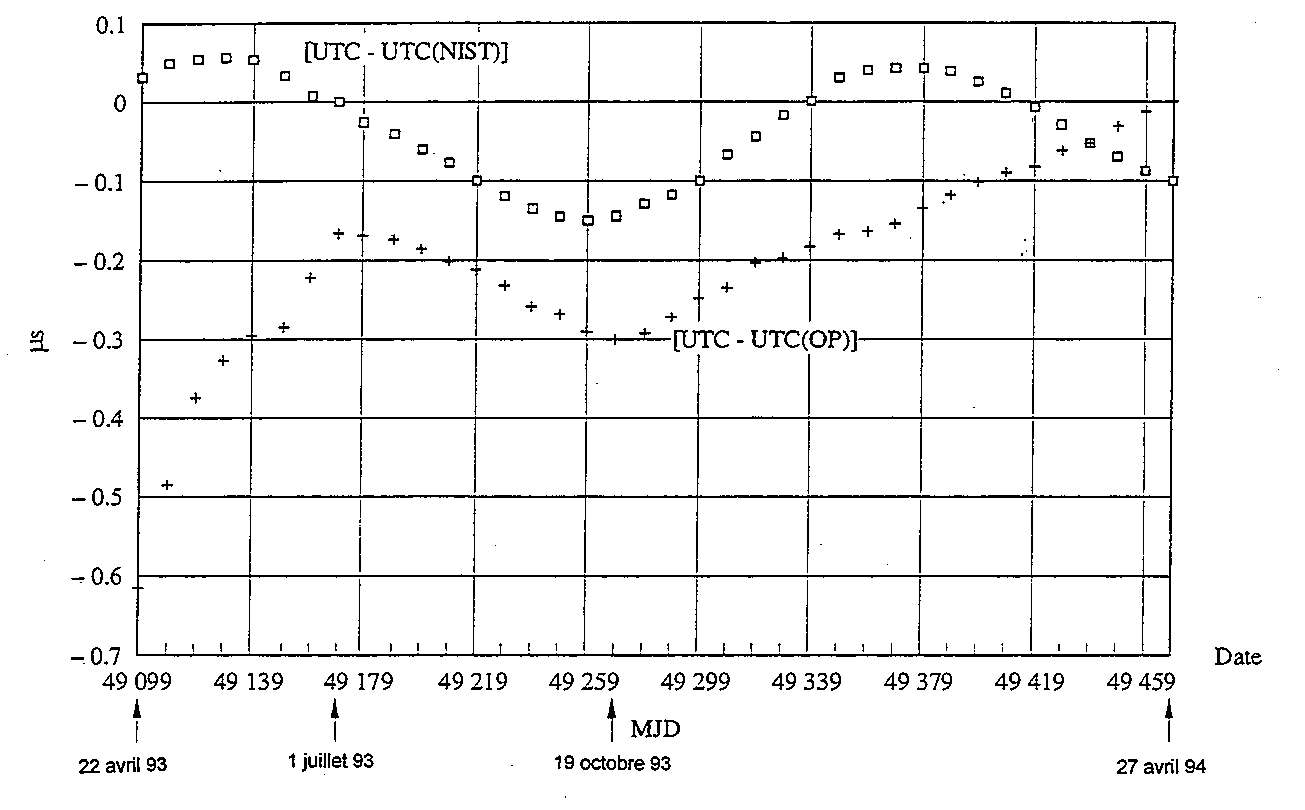 0.1
[UTC - UTC(NIST)]
0
– 0.1
– 0.2
µs
– 0.3
[UTC - UTC(OP)]
– 0.4
– 0.5
– 0.6
– 0.7
Date
49 099 49 139 49 179 49 219 49 259 49 299 49 339 49 379 49 419 49 459
MJD
22 avril 93 1 juillet 93 19 octobre 93 27 avril 94